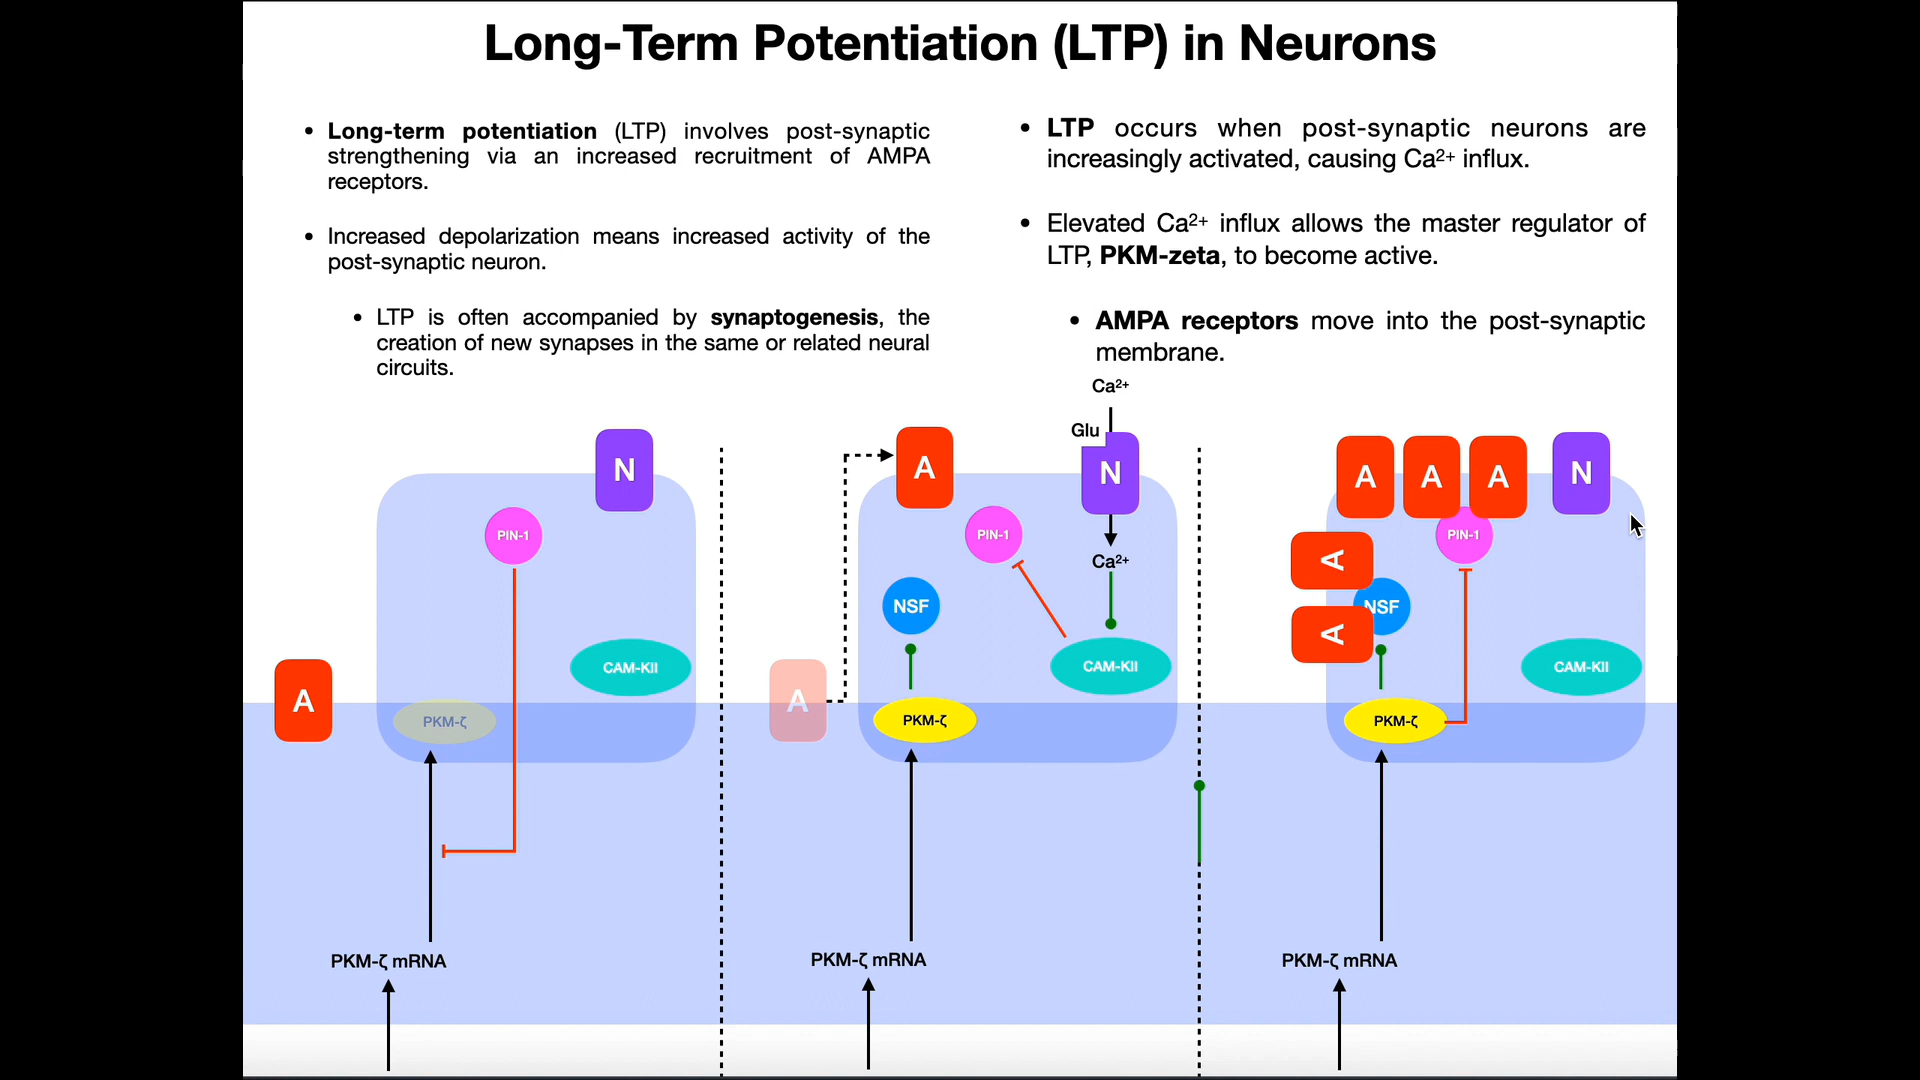 Long-Term Potentiation (LTP) in Neurons
• Long-term potentiation (LTP) involves post-synaptic
strengthening via an increased recruitment of AMPA
receptors.
• Increased depolarization means increased activity of the
post-synaptic neuron.
• LTP is often accompanied by synaptogenesis, the
creation of new synapses in the same or related neural
circuits.
• LTP occurs when post-synaptic neurons are
increasingly activated, causing Ca²⁺ influx.
• Elevated Ca²⁺ influx allows the master regulator of
LTP, PKM-zeta, to become active.
• AMPA receptors move into the post-synaptic
membrane.
N
PIN-1
CAM-KII
A
PKM-ζ
PKM-ζ mRNA
Ca²⁺
Glu
A
N
PIN-1
Ca²⁺
NSF
CAM-KII
A
PKM-ζ
PKM-ζ mRNA
A
A
A
N
PIN-1
A
NSF
A
CAM-KII
PKM-ζ
PKM-ζ mRNA